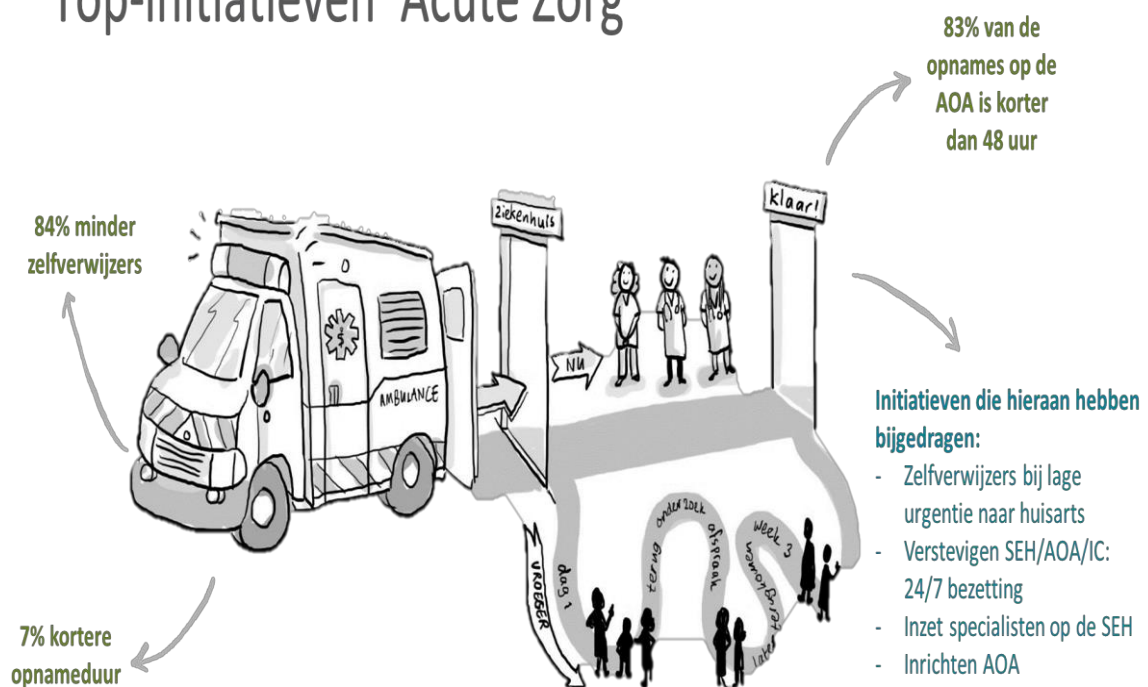 Top-initiatieven 'Acute Zorg'
83% van de
opnames op de
AOA is korter
dan 48 uur
84% minder
zelfverwijzers
ziekenhuis
Klaar!
NU
AMBULANCE
VROEGER
dag 1
terug onderzoek afspraak
week 3
later terugkomen
7% kortere
opnameduur
Initiatieven die hieraan hebben
bijgedragen:
- Zelfverwijzers bij lage
urgentie naar huisarts
- Verstevigen SEH/AOA/IC:
24/7 bezetting
- Inzet specialisten op de SEH
- Inrichten AOA